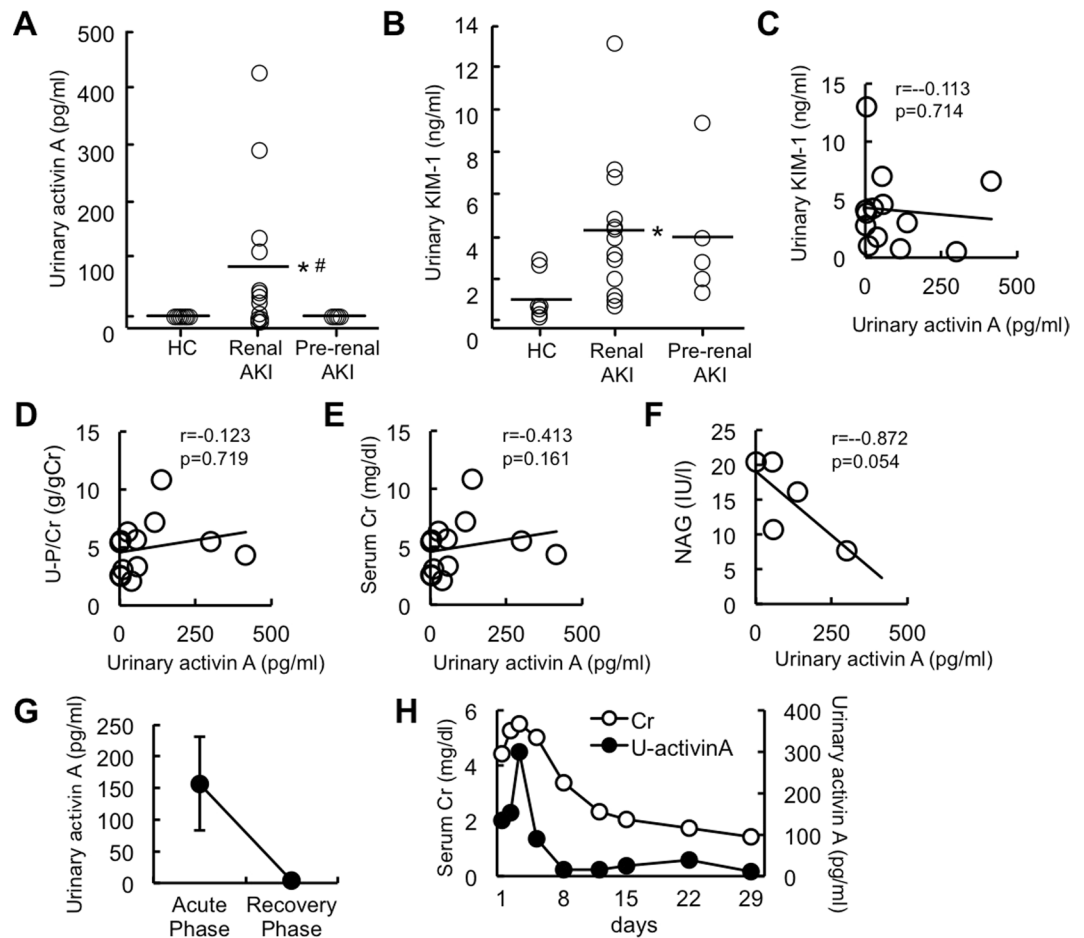 A
Urinary activin A (pg/ml)
500
400
300
200
100
0
HC
Renal
AKI
Pre-renal
AKI
* #
B
Urinary KIM-1 (ng/ml)
14
12
10
8
6
4
2
0
HC
Renal
AKI
Pre-renal
AKI
*
C
Urinary KIM-1 (ng/ml)
15
10
5
0
r=--0.113
p=0.714
0
250
500
Urinary activin A (pg/ml)
D
U-P/Cr (g/gCr)
15
10
5
0
r=-0.123
p=0.719
0
250
500
Urinary activin A (pg/ml)
E
Serum Cr (mg/dl)
15
10
5
0
r=-0.413
p=0.161
0
250
500
Urinary activin A (pg/ml)
F
NAG (IU/l)
25
20
15
10
5
0
r=--0.872
p=0.054
0
250
500
Urinary activin A (pg/ml)
G
Urinary activin A (pg/ml)
250
200
150
100
50
0
Acute
Phase
Recovery
Phase
H
Serum Cr (mg/dl)
6
4
2
0
Cr
U-activinA
400
300
200
100
0
Urinary activin A
(pg/ml)
1
8
15
22
29
days